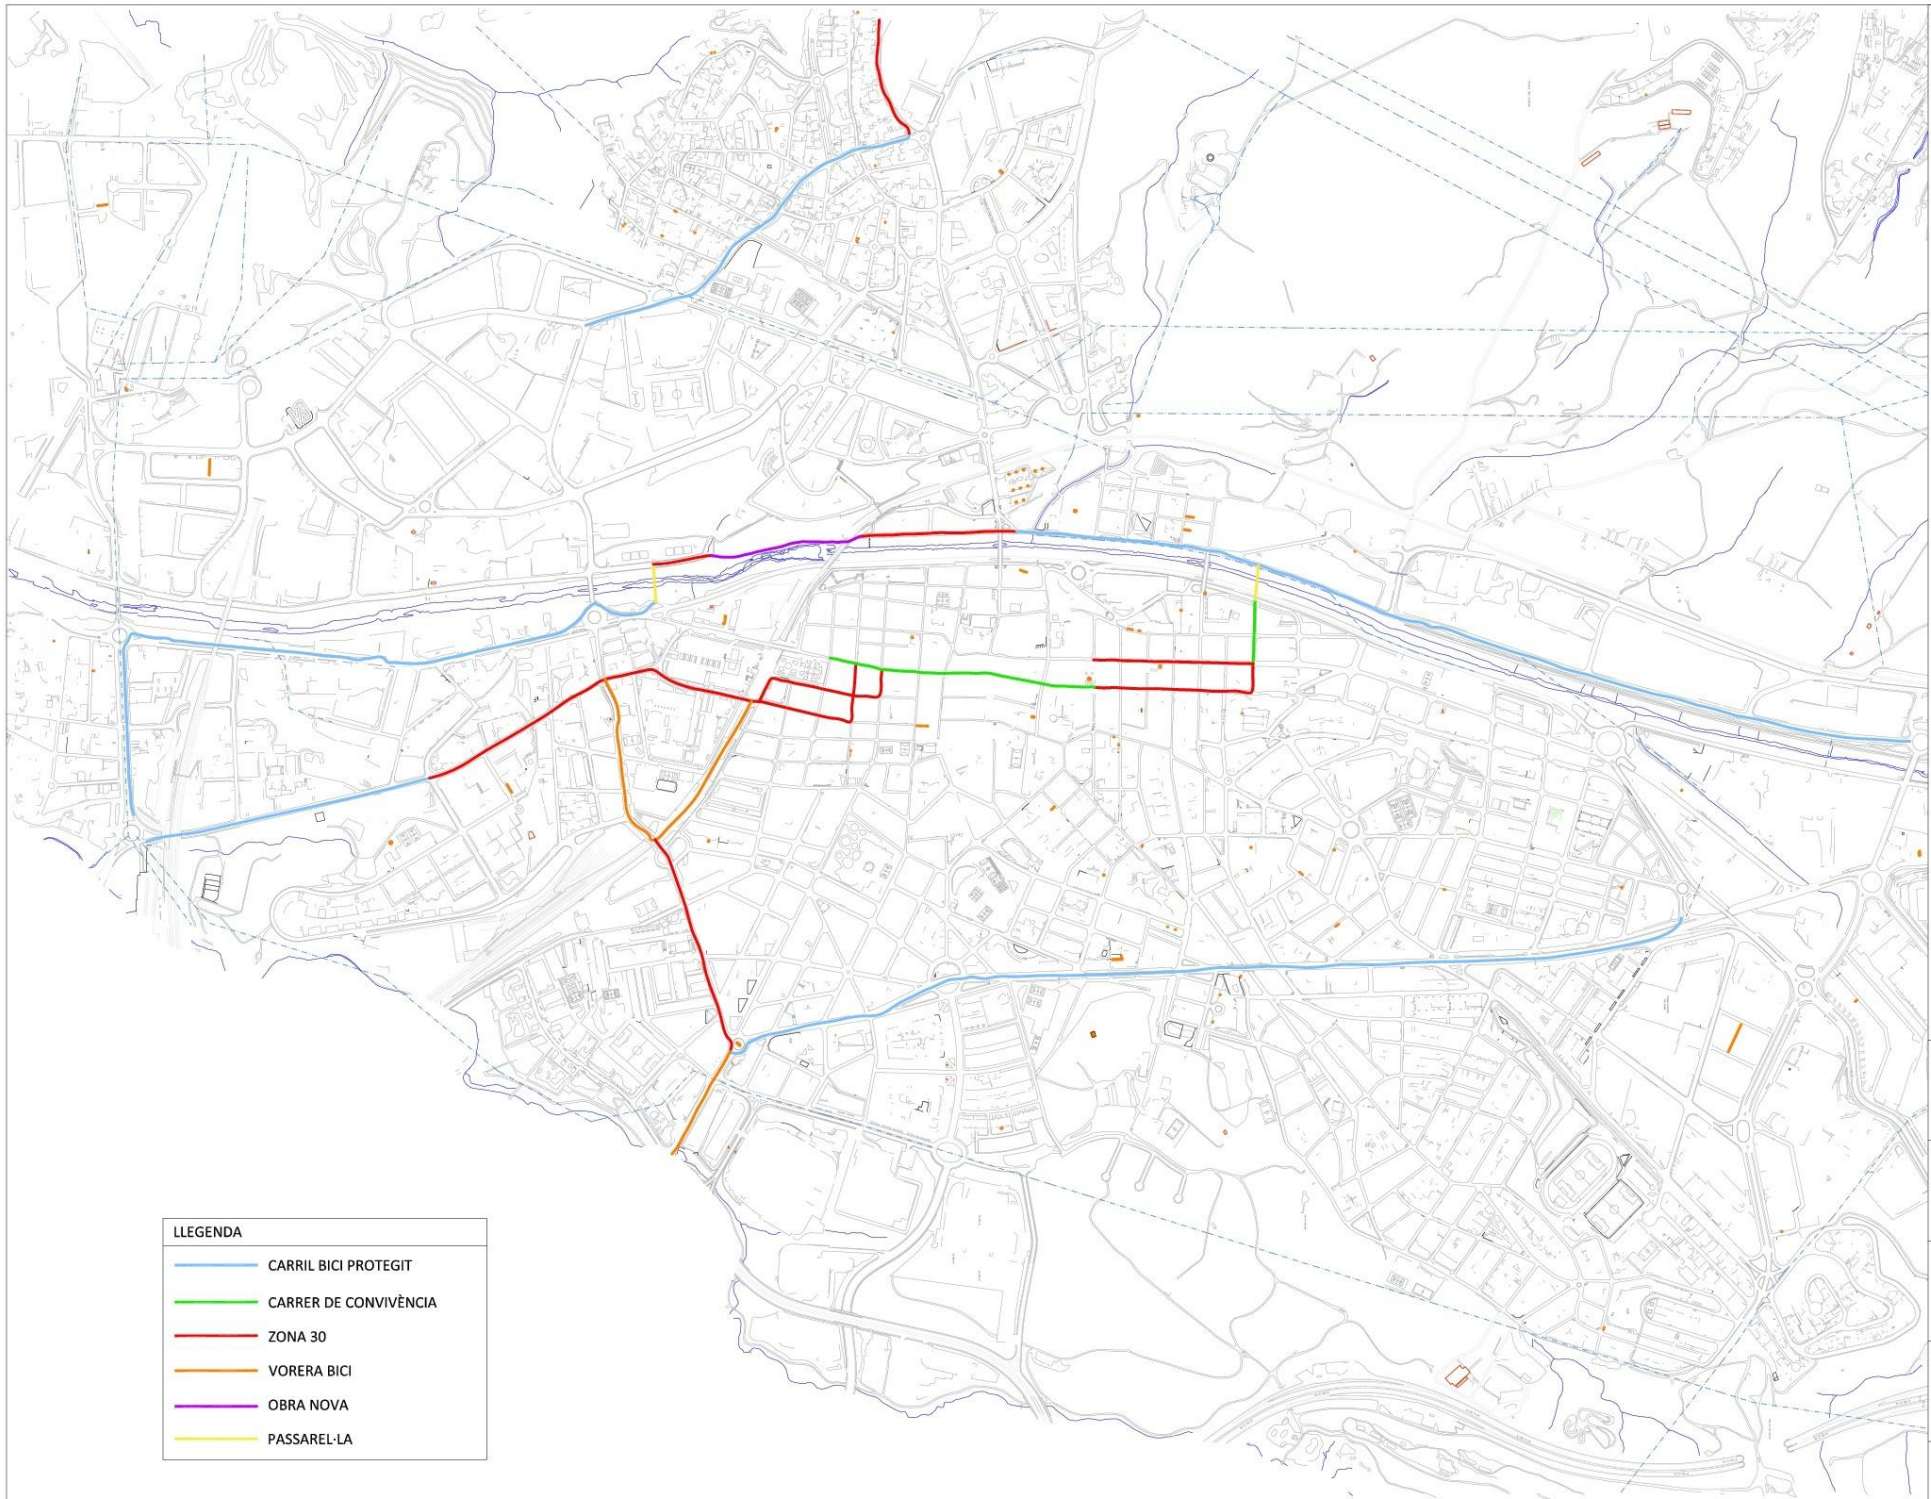 LLEGENDA
CARRIL BICI PROTEGIT
CARRER DE CONVIVÈNCIA
ZONA 30
VORERA BICI
OBRA NOVA
PASSAREL·LA